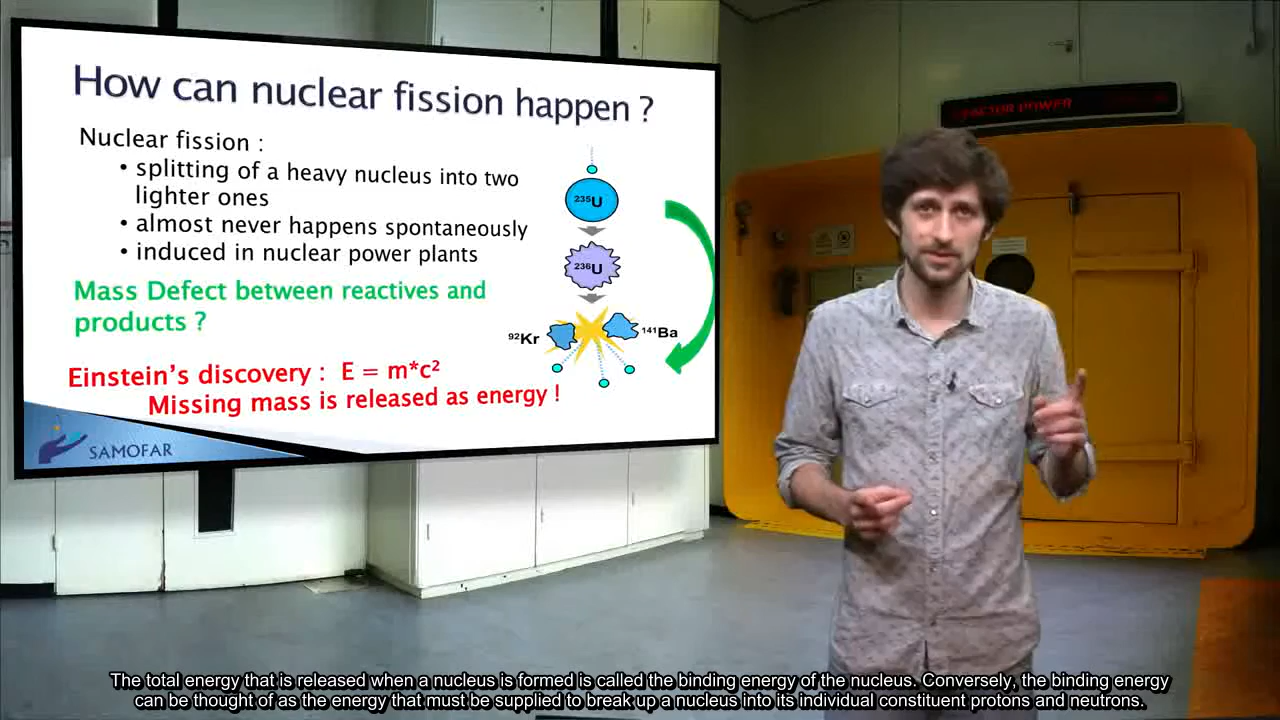 How can nuclear fission happen ?
Nuclear fission :
• splitting of a heavy nucleus into two
lighter ones
• almost never happens spontaneously
• induced in nuclear power plants
Mass Defect between reactives and
products ?
Einstein's discovery : E = m*c²
Missing mass is released as energy !
²³⁵U
²³⁶U
⁹²Kr
¹⁴¹Ba
SAMOFAR
REACTOR POWER
The total energy that is released when a nucleus is formed is called the binding energy of the nucleus. Conversely, the binding energy
can be thought of as the energy that must be supplied to break up a nucleus into its individual constituent protons and neutrons.